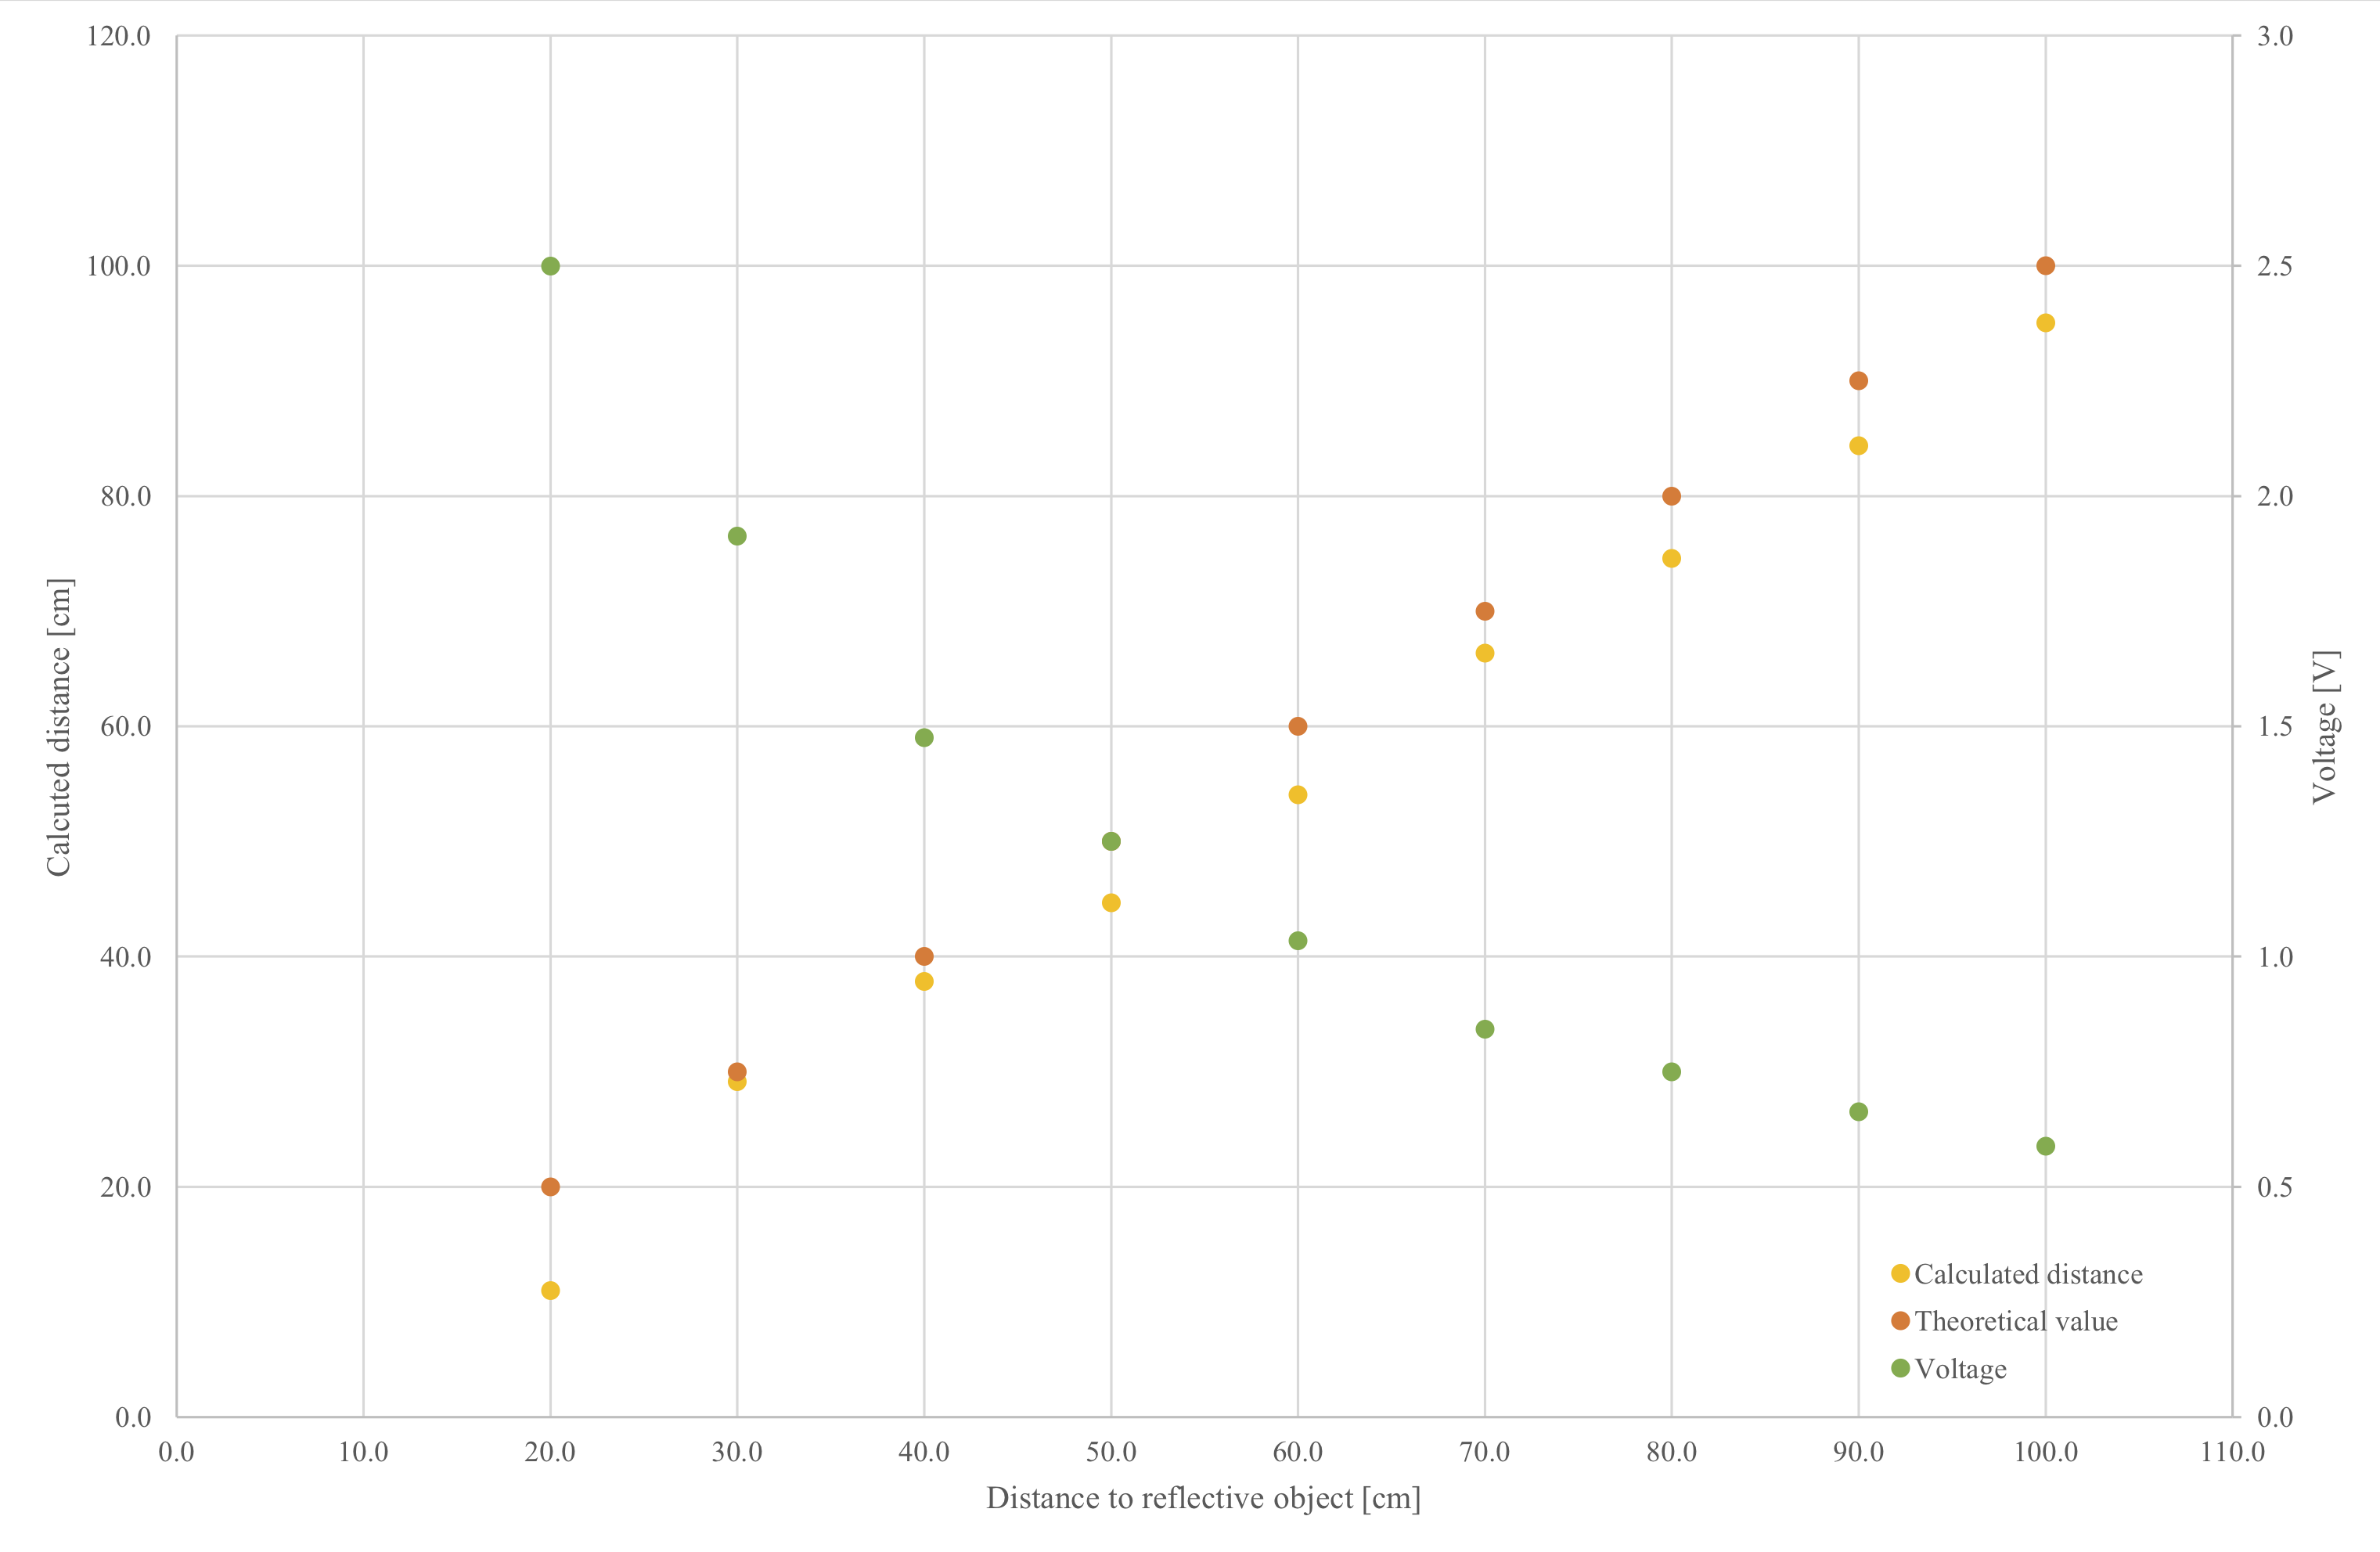 120.0
100.0
80.0
60.0
40.0
20.0
0.0
Calcuted distance [cm]
3.0
2.5
2.0
1.5
1.0
0.5
0.0
Voltage [V]
Calculated distance
Theoretical value
Voltage
0.0 10.0 20.0 30.0 40.0 50.0 60.0 70.0 80.0 90.0 100.0 110.0
Distance to reflective object [cm]